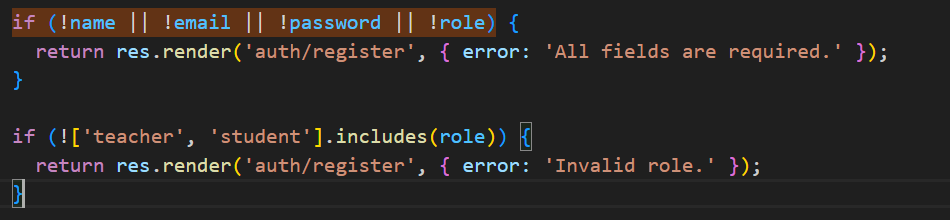 if (!name || !email || !password || !role) {
  return res.render('auth/register', { error: 'All fields are required.' });
}
if (!['teacher', 'student'].includes(role)) {
  return res.render('auth/register', { error: 'Invalid role.' });
}